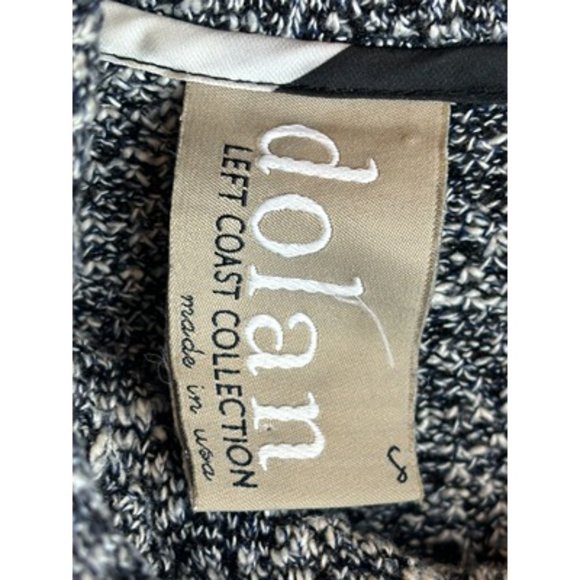 dolan
LEFT COAST COLLECTION
made in usa
S